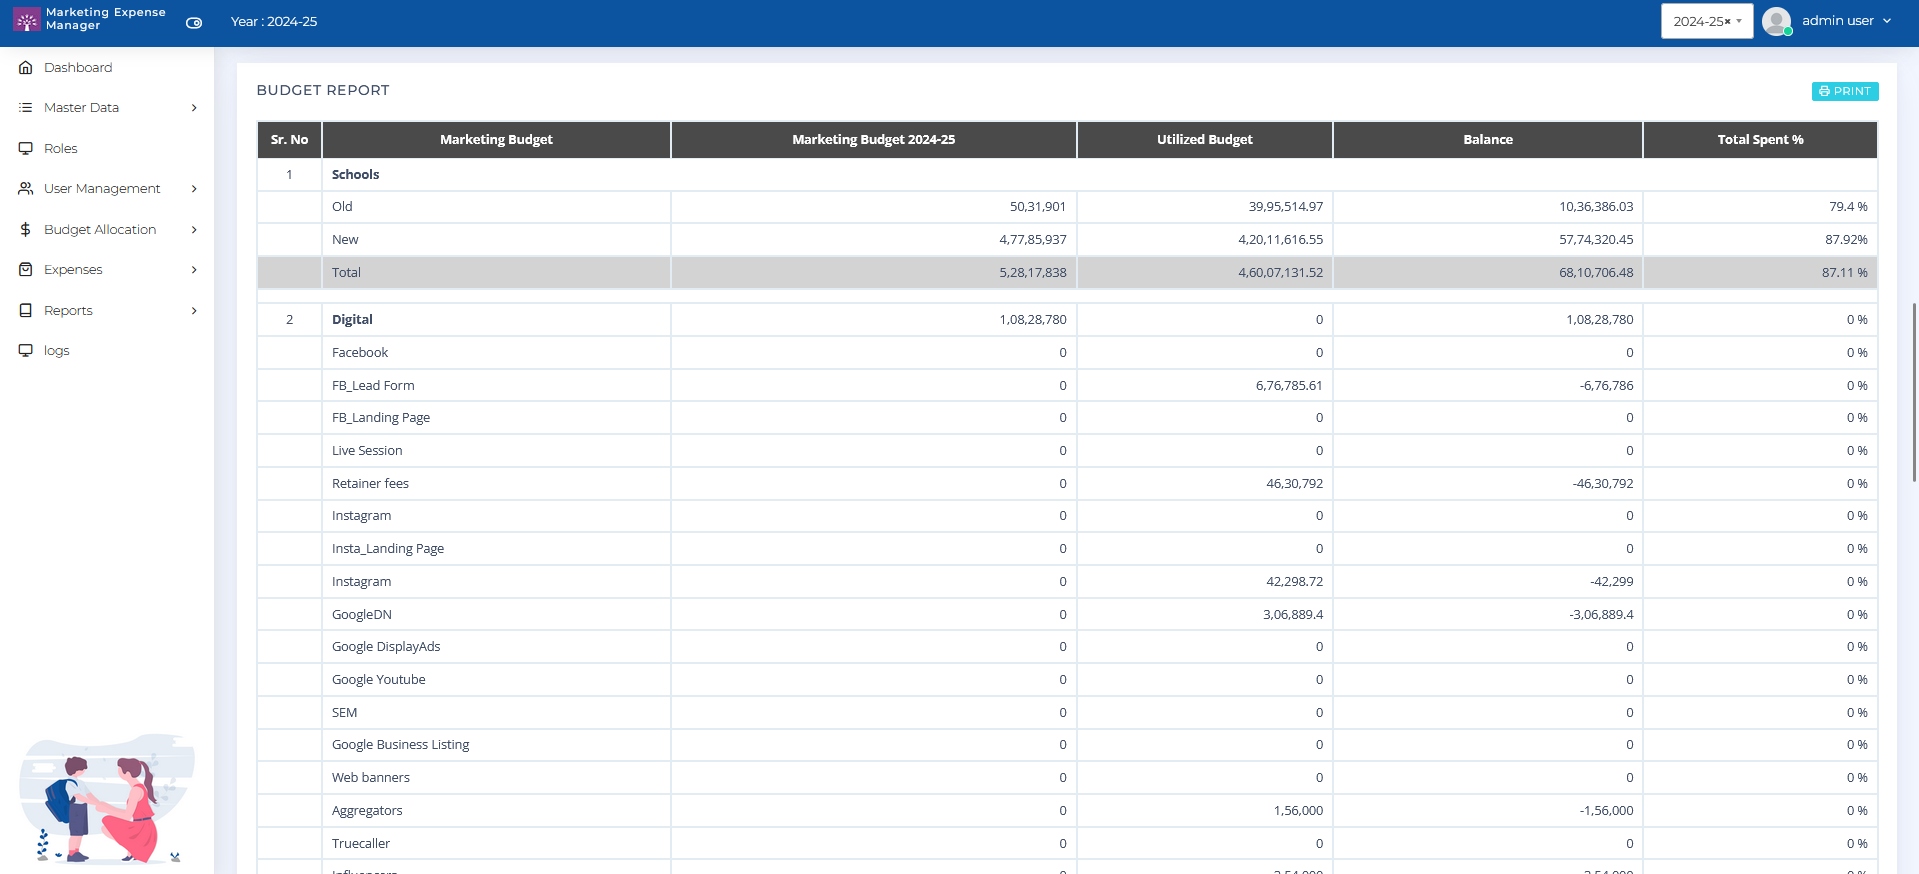 Marketing Expense
Manager
Year : 2024-25
2024-25× 
admin user
Dashboard
Master Data
Roles
User Management
Budget Allocation
Expenses
Reports
logs
BUDGET REPORT
PRINT
Sr. No Marketing Budget Marketing Budget 2024-25 Utilized Budget Balance Total Spent %
1 Schools
Old 50,31,901 39,95,514.97 10,36,386.03 79.4 %
New 4,77,85,937 4,20,11,616.55 57,74,320.45 87.92%
Total 5,28,17,838 4,60,07,131.52 68,10,706.48 87.11 %
2 Digital 1,08,28,780 0 1,08,28,780 0 %
Facebook 0 0 0 0 %
FB_Lead Form 0 6,76,785.61 -6,76,786 0 %
FB_Landing Page 0 0 0 0 %
Live Session 0 0 0 0 %
Retainer fees 0 46,30,792 -46,30,792 0 %
Instagram 0 0 0 0 %
Insta_Landing Page 0 0 0 0 %
Instagram 0 42,298.72 -42,299 0 %
GoogleDN 0 3,06,889.4 -3,06,889.4 0 %
Google DisplayAds 0 0 0 0 %
Google Youtube 0 0 0 0 %
SEM 0 0 0 0 %
Google Business Listing 0 0 0 0 %
Web banners 0 0 0 0 %
Aggregators 0 1,56,000 -1,56,000 0 %
Truecaller 0 0 0 0 %